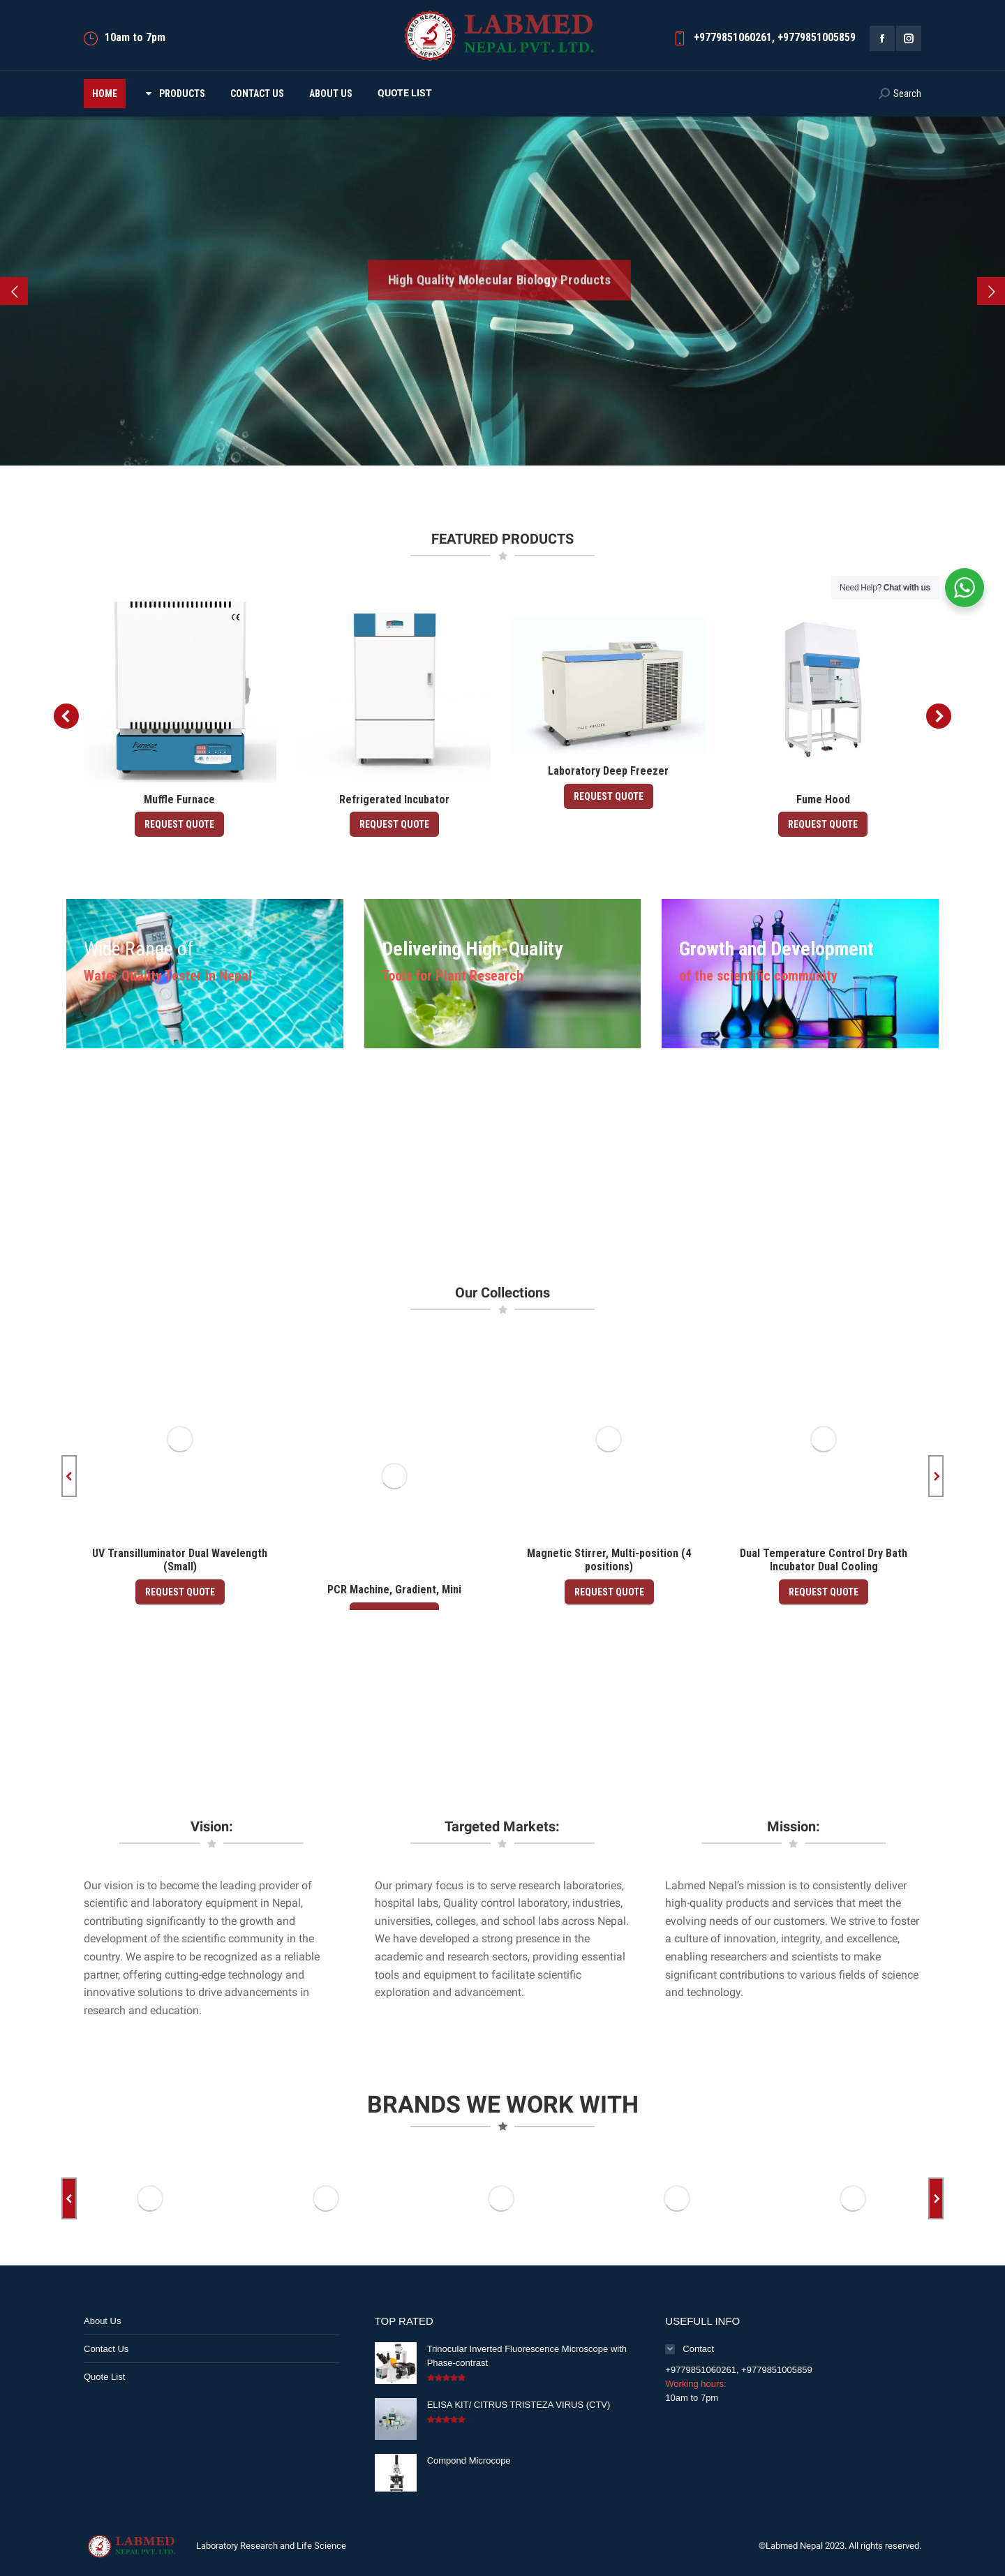 10am to 7pm
LABMED
NEPAL PVT. LTD.
+9779851060261, +9779851005859
HOME
PRODUCTS
CONTACT US
ABOUT US
QUOTE LIST
Search
High Quality Molecular Biology Products
FEATURED PRODUCTS
Need Help? Chat with us
Muffle Furnace
REQUEST QUOTE
Refrigerated Incubator
REQUEST QUOTE
Laboratory Deep Freezer
REQUEST QUOTE
Fume Hood
REQUEST QUOTE
Wide Range of
Water Quality Tester in Nepal
Delivering High-Quality
Tools for Plant Research
Growth and Development
of the scientific community
Our Collections
UV Transilluminator Dual Wavelength
(Small)
REQUEST QUOTE
PCR Machine, Gradient, Mini
Magnetic Stirrer, Multi-position (4
positions)
REQUEST QUOTE
Dual Temperature Control Dry Bath
Incubator Dual Cooling
REQUEST QUOTE
Vision:
Our vision is to become the leading provider of
scientific and laboratory equipment in Nepal,
contributing significantly to the growth and
development of the scientific community in the
country. We aspire to be recognized as a reliable
partner, offering cutting-edge technology and
innovative solutions to drive advancements in
research and education.
Targeted Markets:
Our primary focus is to serve research laboratories,
hospital labs, Quality control laboratory, industries,
universities, colleges, and school labs across Nepal.
We have developed a strong presence in the
academic and research sectors, providing essential
tools and equipment to facilitate scientific
exploration and advancement.
Mission:
Labmed Nepal’s mission is to consistently deliver
high-quality products and services that meet the
evolving needs of our customers. We strive to foster
a culture of innovation, integrity, and excellence,
enabling researchers and scientists to make
significant contributions to various fields of science
and technology.
BRANDS WE WORK WITH
About Us
Contact Us
Quote List
TOP RATED
Trinocular Inverted Fluorescence Microscope with
Phase-contrast
ELISA KIT/ CITRUS TRISTEZA VIRUS (CTV)
Compond Microcope
USEFULL INFO
Contact
+9779851060261, +9779851005859
Working hours:
10am to 7pm
LABMED
NEPAL PVT. LTD.
Laboratory Research and Life Science
©Labmed Nepal 2023. All rights reserved.